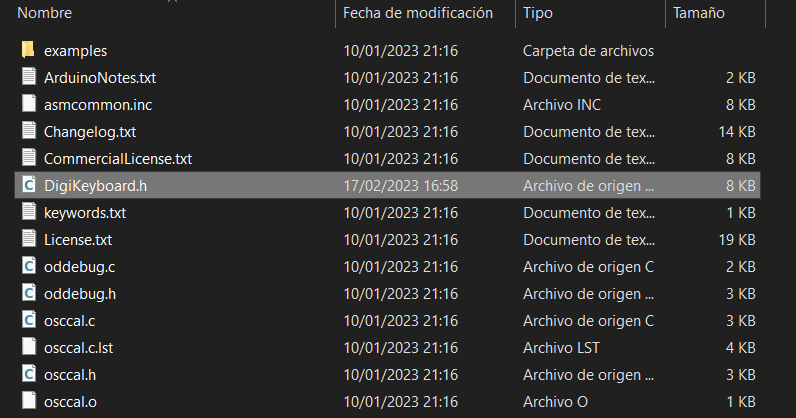 Nombre Fecha de modificación Tipo Tamaño
examples 10/01/2023 21:16 Carpeta de archivos
ArduinoNotes.txt 10/01/2023 21:16 Documento de tex... 2 KB
asmcommon.inc 10/01/2023 21:16 Archivo INC 8 KB
Changelog.txt 10/01/2023 21:16 Documento de tex... 14 KB
CommercialLicense.txt 10/01/2023 21:16 Documento de tex... 8 KB
DigiKeyboard.h 17/02/2023 16:58 Archivo de origen ... 8 KB
keywords.txt 10/01/2023 21:16 Documento de tex... 1 KB
License.txt 10/01/2023 21:16 Documento de tex... 19 KB
oddebug.c 10/01/2023 21:16 Archivo de origen C 2 KB
oddebug.h 10/01/2023 21:16 Archivo de origen ... 3 KB
osccal.c 10/01/2023 21:16 Archivo de origen C 3 KB
osccal.c.lst 10/01/2023 21:16 Archivo LST 4 KB
osccal.h 10/01/2023 21:16 Archivo de origen ... 3 KB
osccal.o 10/01/2023 21:16 Archivo O 1 KB